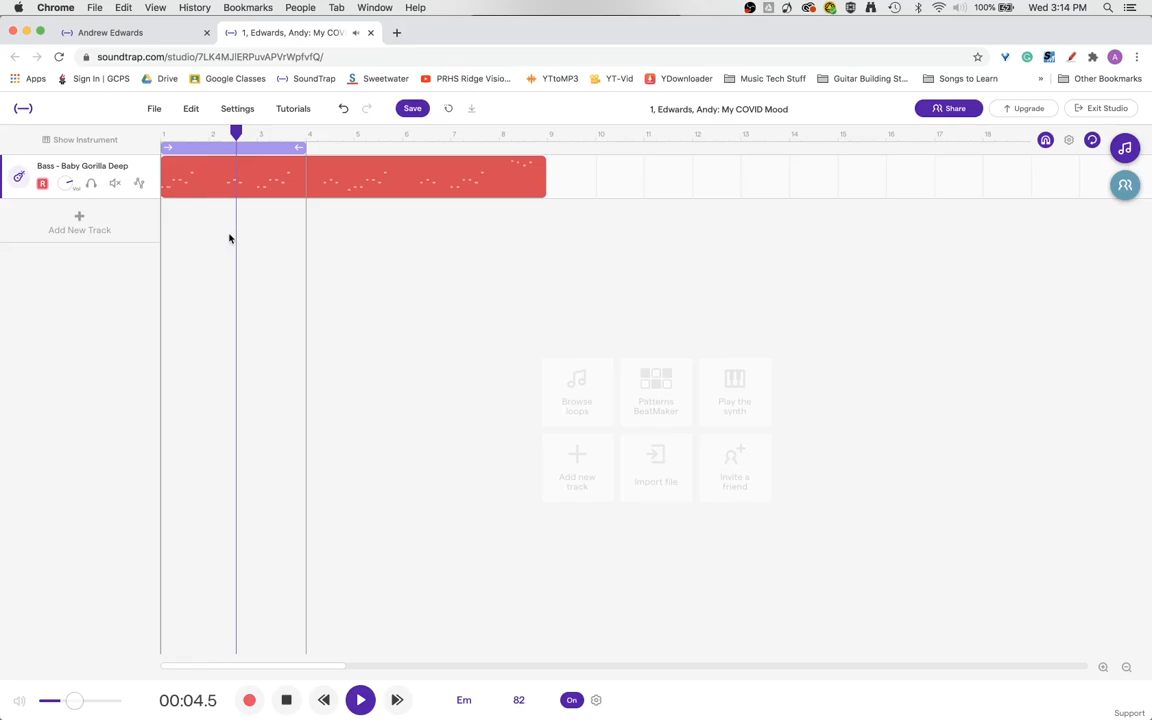 Chrome File Edit View History Bookmarks People Tab Window Help 100% Wed 3:14 PM
Andrew Edwards 1, Edwards, Andy: My COVI
soundtrap.com/studio/7LK4MJIERPuvAPVrWpfvfQ/
Apps Sign In | GCPS Drive Google Classes SoundTrap Sweetwater PRHS Ridge Visio... YTtoMP3 YT-Vid YDownloader Music Tech Stuff Guitar Building St... Songs to Learn » Other Bookmarks
File Edit Settings Tutorials Save 1, Edwards, Andy: My COVID Mood Share Upgrade Exit Studio
Show Instrument 1 2 3 4 5 6 7 8 9 10 11 12 13 14 15 16 17 18
Bass - Baby Gorilla Deep
R Vol
Add New Track
Browse loops
Patterns BeatMaker
Play the synth
Add new track
Import file
Invite a friend
00:04.5 Em 82 On
Support